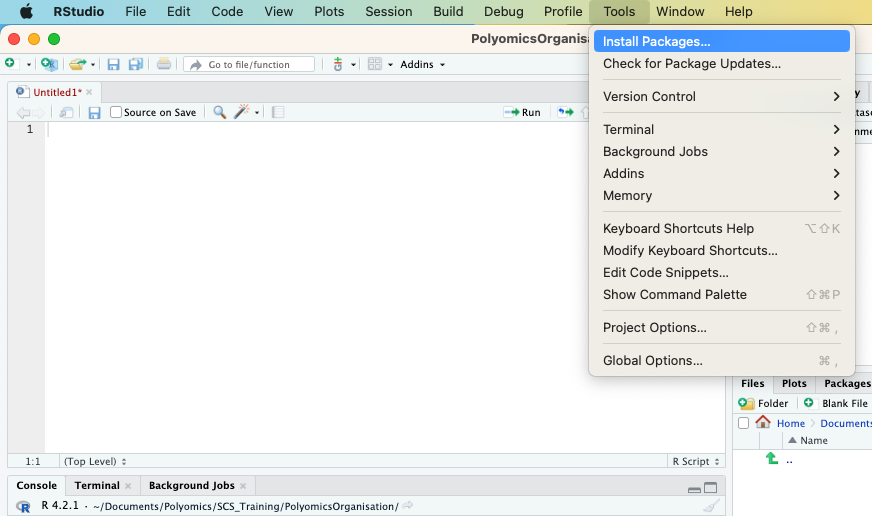 RStudio File Edit Code View Plots Session Build Debug Profile Tools Window Help
PolyomicsOrganisa
Go to file/function Addins
Untitled1*
Source on Save Run
1
Install Packages...
Check for Package Updates...
Version Control
Terminal
Background Jobs
Addins
Memory
Keyboard Shortcuts Help ⌥⇧K
Modify Keyboard Shortcuts...
Edit Code Snippets...
Show Command Palette ⇧⌘P
Project Options... ⇧⌘,
Global Options... ⌘,
Files Plots Packages
Folder Blank File
Home Documents
Name
..
1:1 (Top Level) R Script
Console Terminal Background Jobs
R 4.2.1 · ~/Documents/Polyomics/SCS_Training/PolyomicsOrganisation/